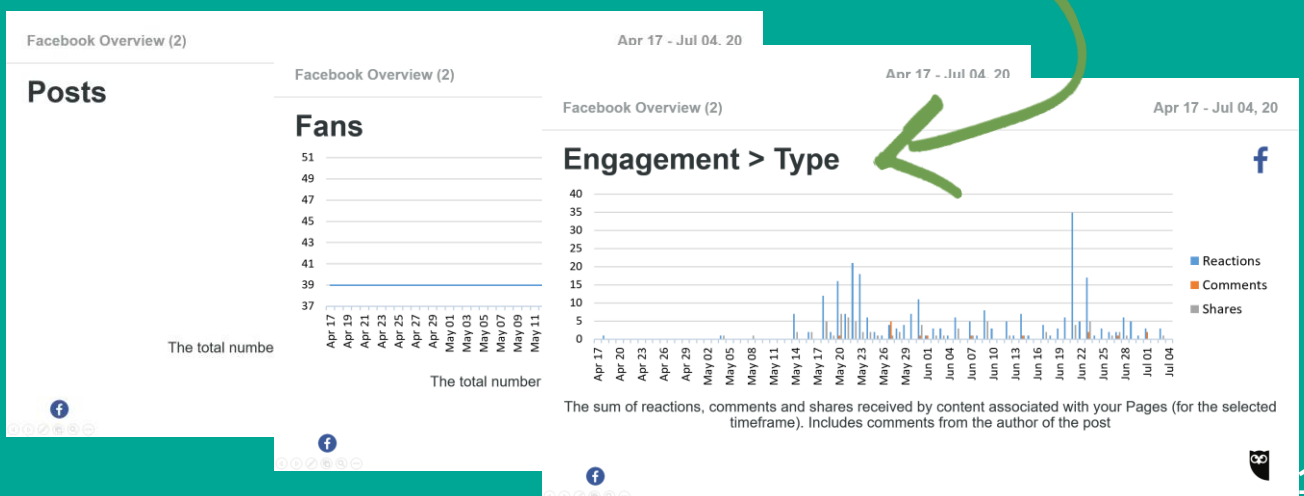 Facebook Overview (2)
Apr 17 - Jul 04, 20
Posts
The total numbe
Facebook Overview (2)
Apr 17 - Jul 04, 20
Fans
51
49
47
45
43
41
39
37
Apr 17
Apr 19
Apr 21
Apr 23
Apr 25
Apr 27
Apr 29
May 01
May 03
May 05
May 07
May 09
May 11
The total number
Facebook Overview (2)
Apr 17 - Jul 04, 20
Engagement > Type
40
35
30
25
20
15
10
5
0
Apr 17
Apr 20
Apr 23
Apr 26
Apr 29
May 02
May 05
May 08
May 11
May 14
May 17
May 20
May 23
May 26
May 29
Jun 01
Jun 04
Jun 07
Jun 10
Jun 13
Jun 16
Jun 19
Jun 22
Jun 25
Jun 28
Jul 01
Jul 04
Reactions
Comments
Shares
The sum of reactions, comments and shares received by content associated with your Pages (for the selected
timeframe). Includes comments from the author of the post